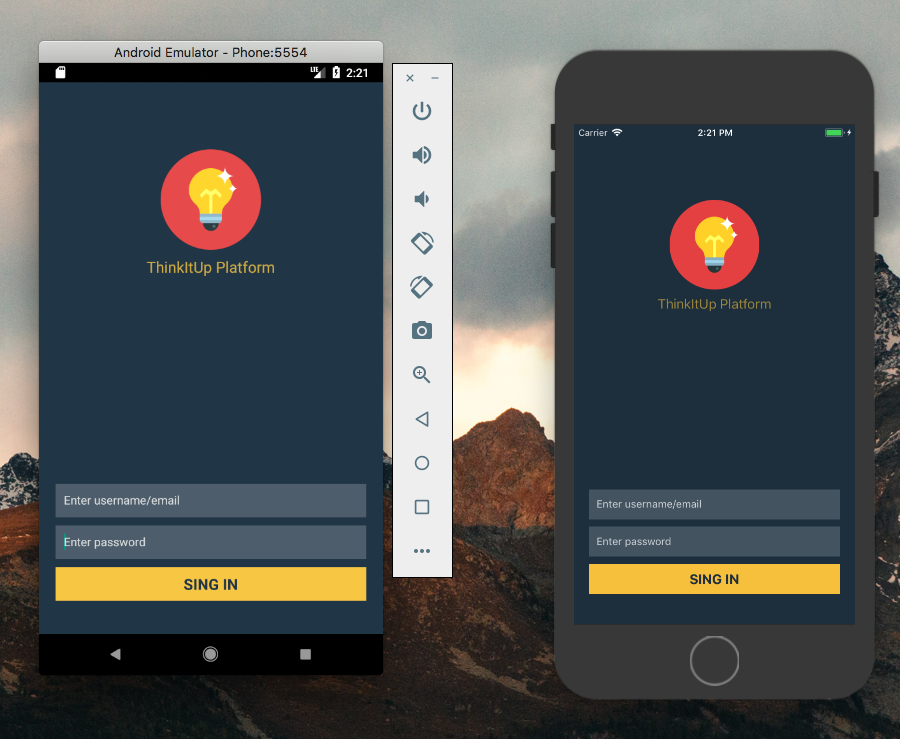 Android Emulator - Phone:5554
LTE 2:21
ThinkItUp Platform
Enter username/email
Enter password
SING IN
Carrier 2:21 PM
ThinkItUp Platform
Enter username/email
Enter password
SING IN